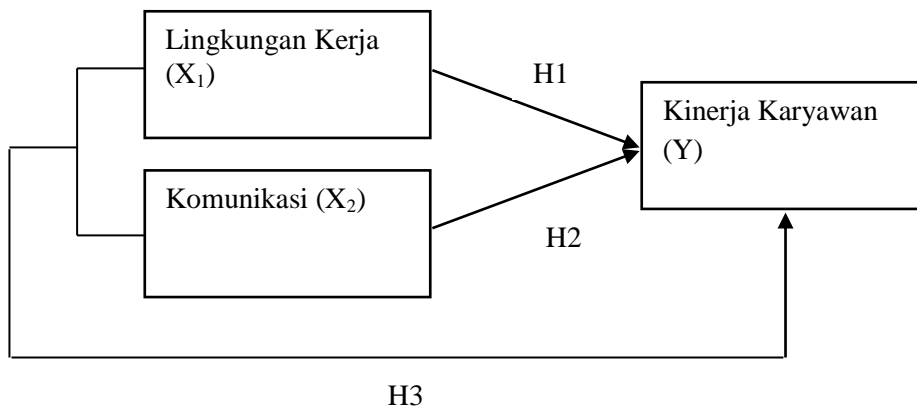 Lingkungan Kerja
(X₁)
H1
Kinerja Karyawan
(Y)
Komunikasi (X₂)
H2
H3